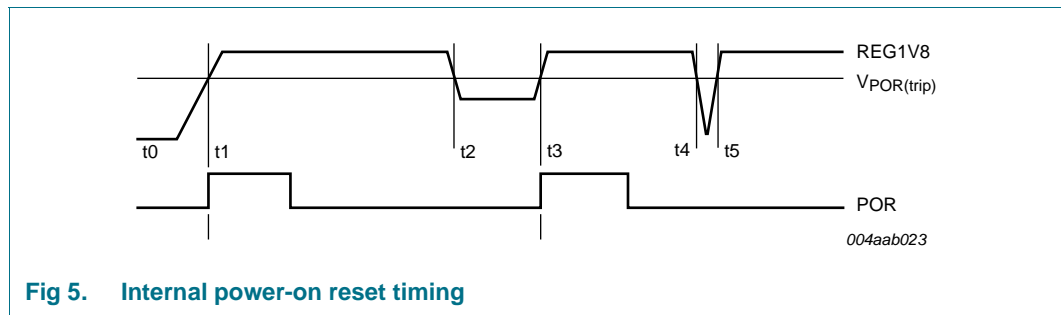 REG1V8
VPOR(trip)
t0
t1
t2
t3
t4
t5
POR
004aab023
Fig 5. Internal power-on reset timing